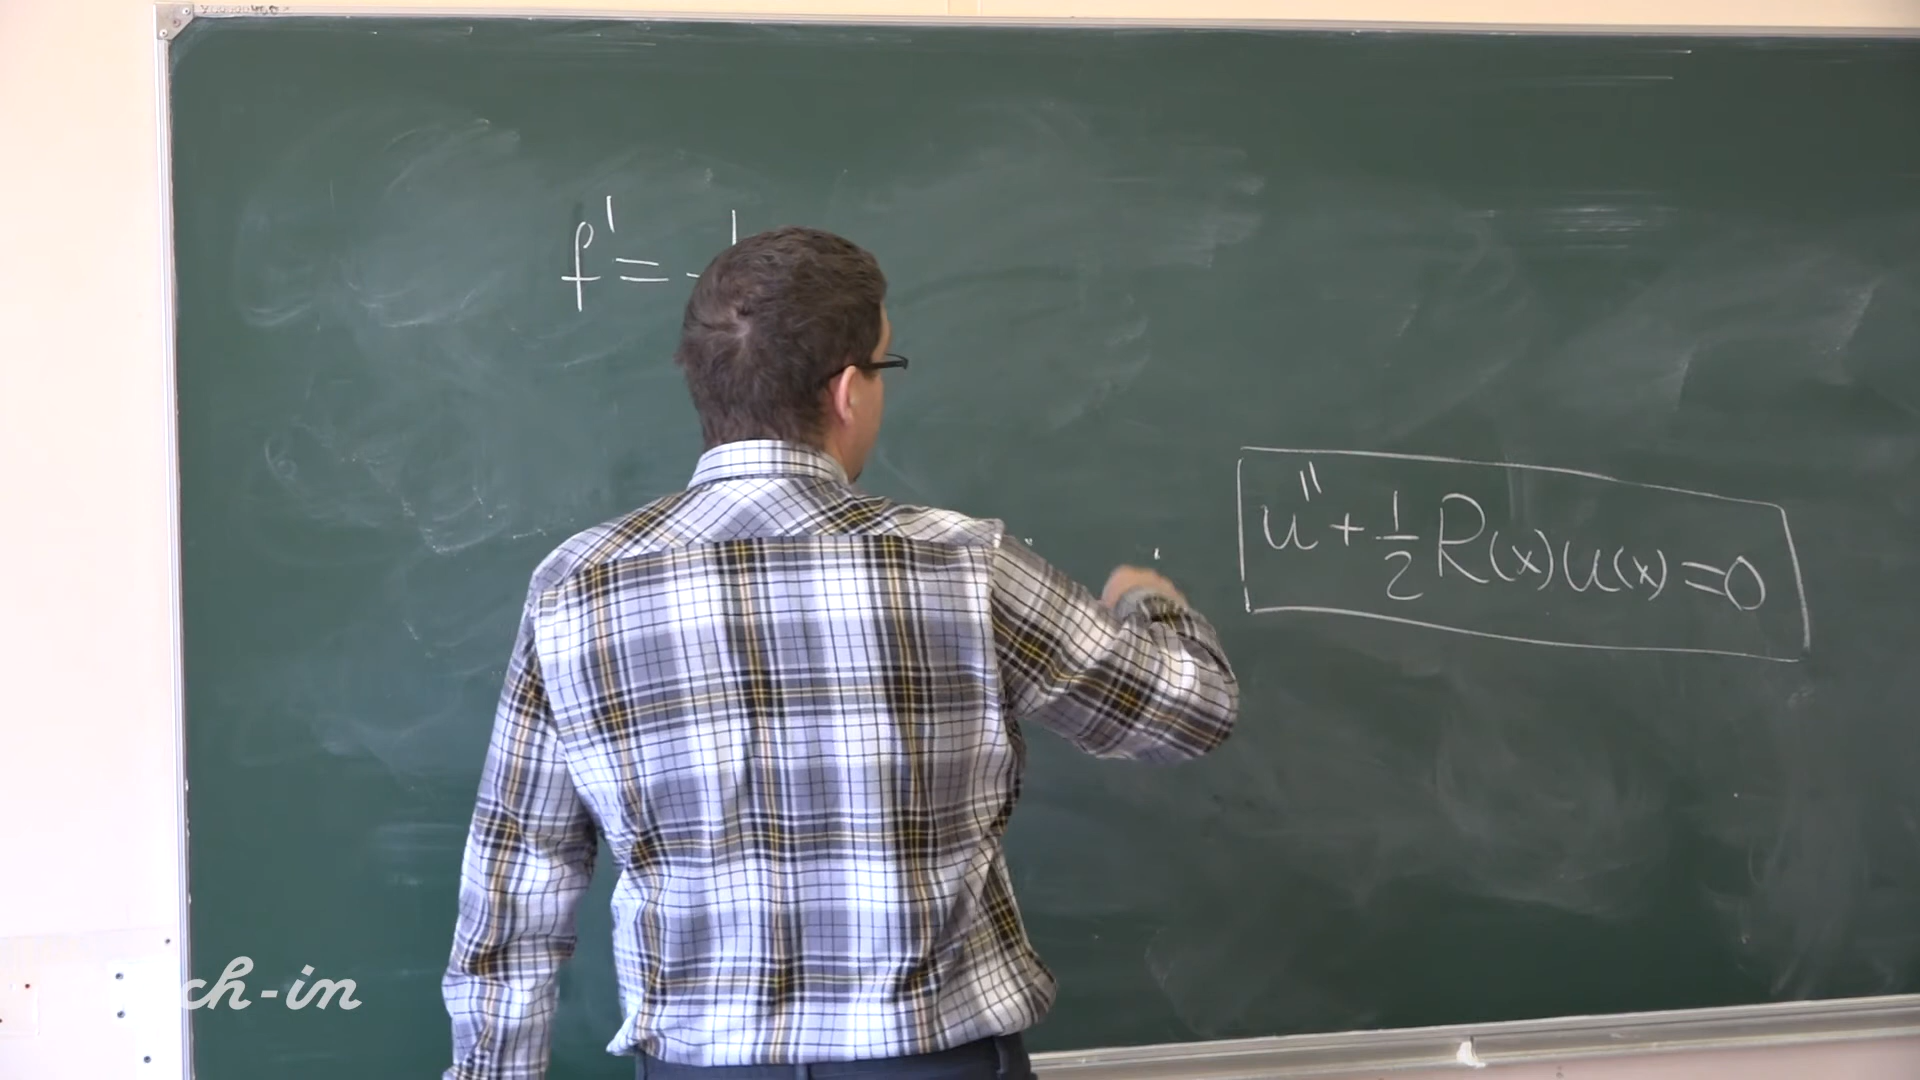 f' =
u'' + 1/2 R(x)u(x) = 0
ch-in